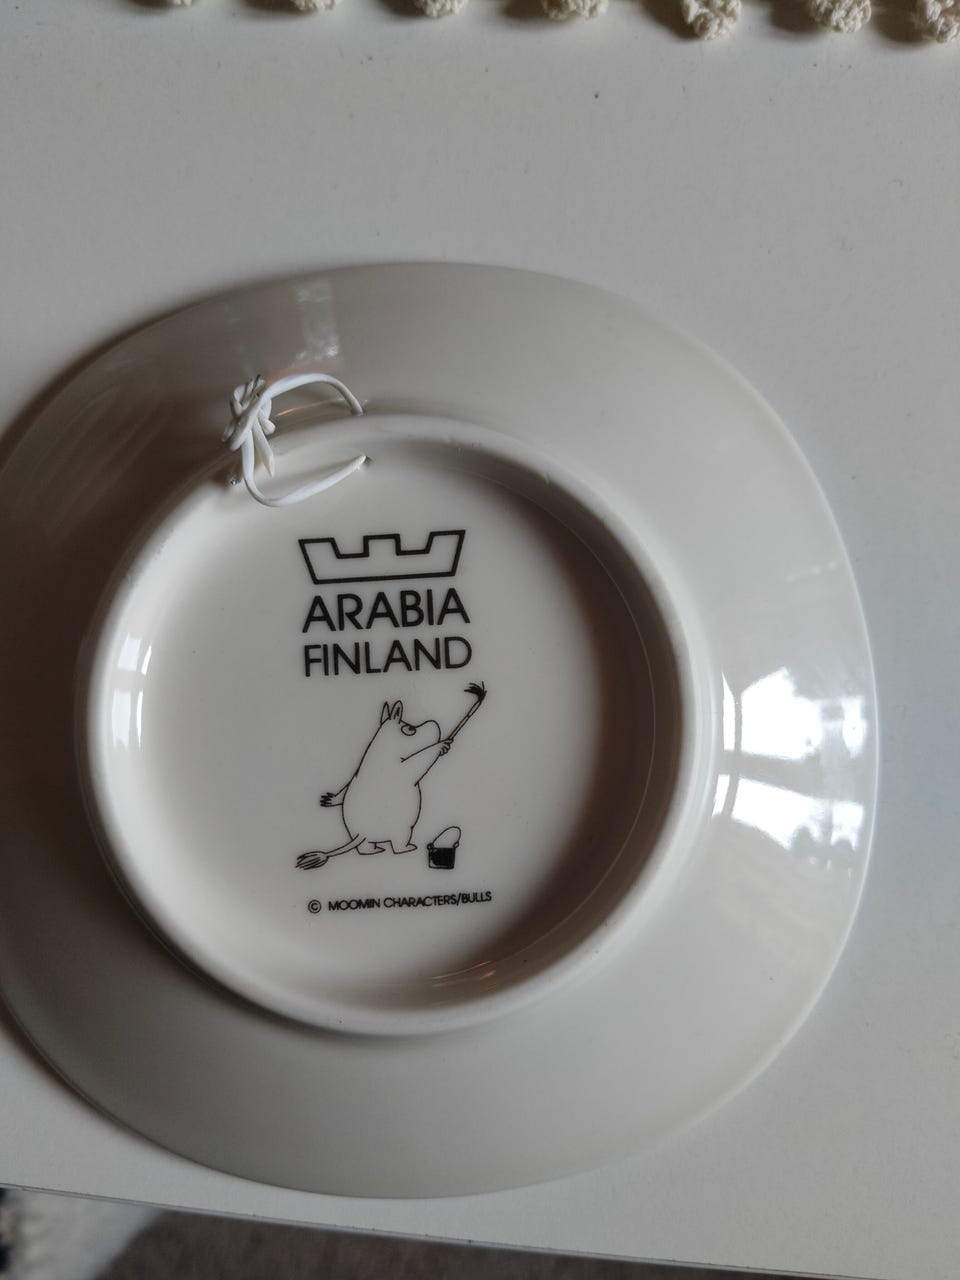 ARABIA
FINLAND
© MOOMIN CHARACTERS/BULLS